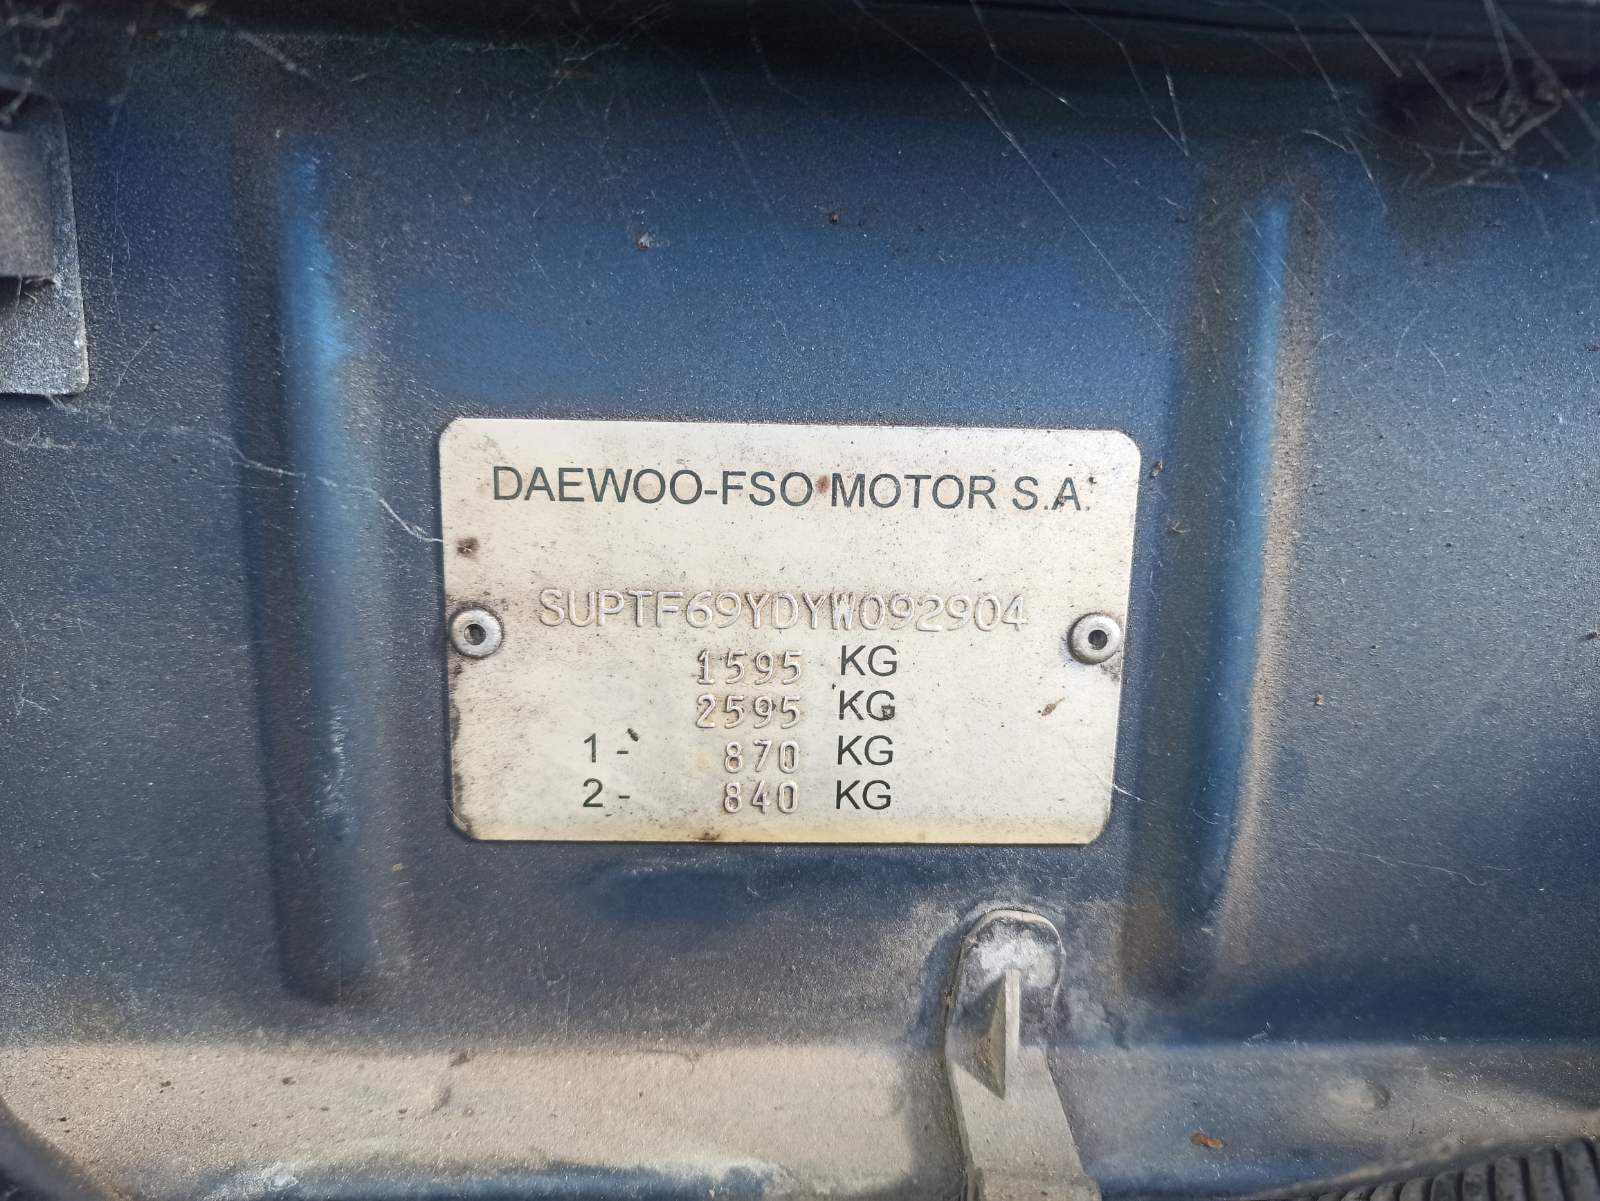 DAEWOO-FSO MOTOR S.A.
SUPTF69YDYW092904
1595 KG
2595 KG
1- 870 KG
2- 840 KG